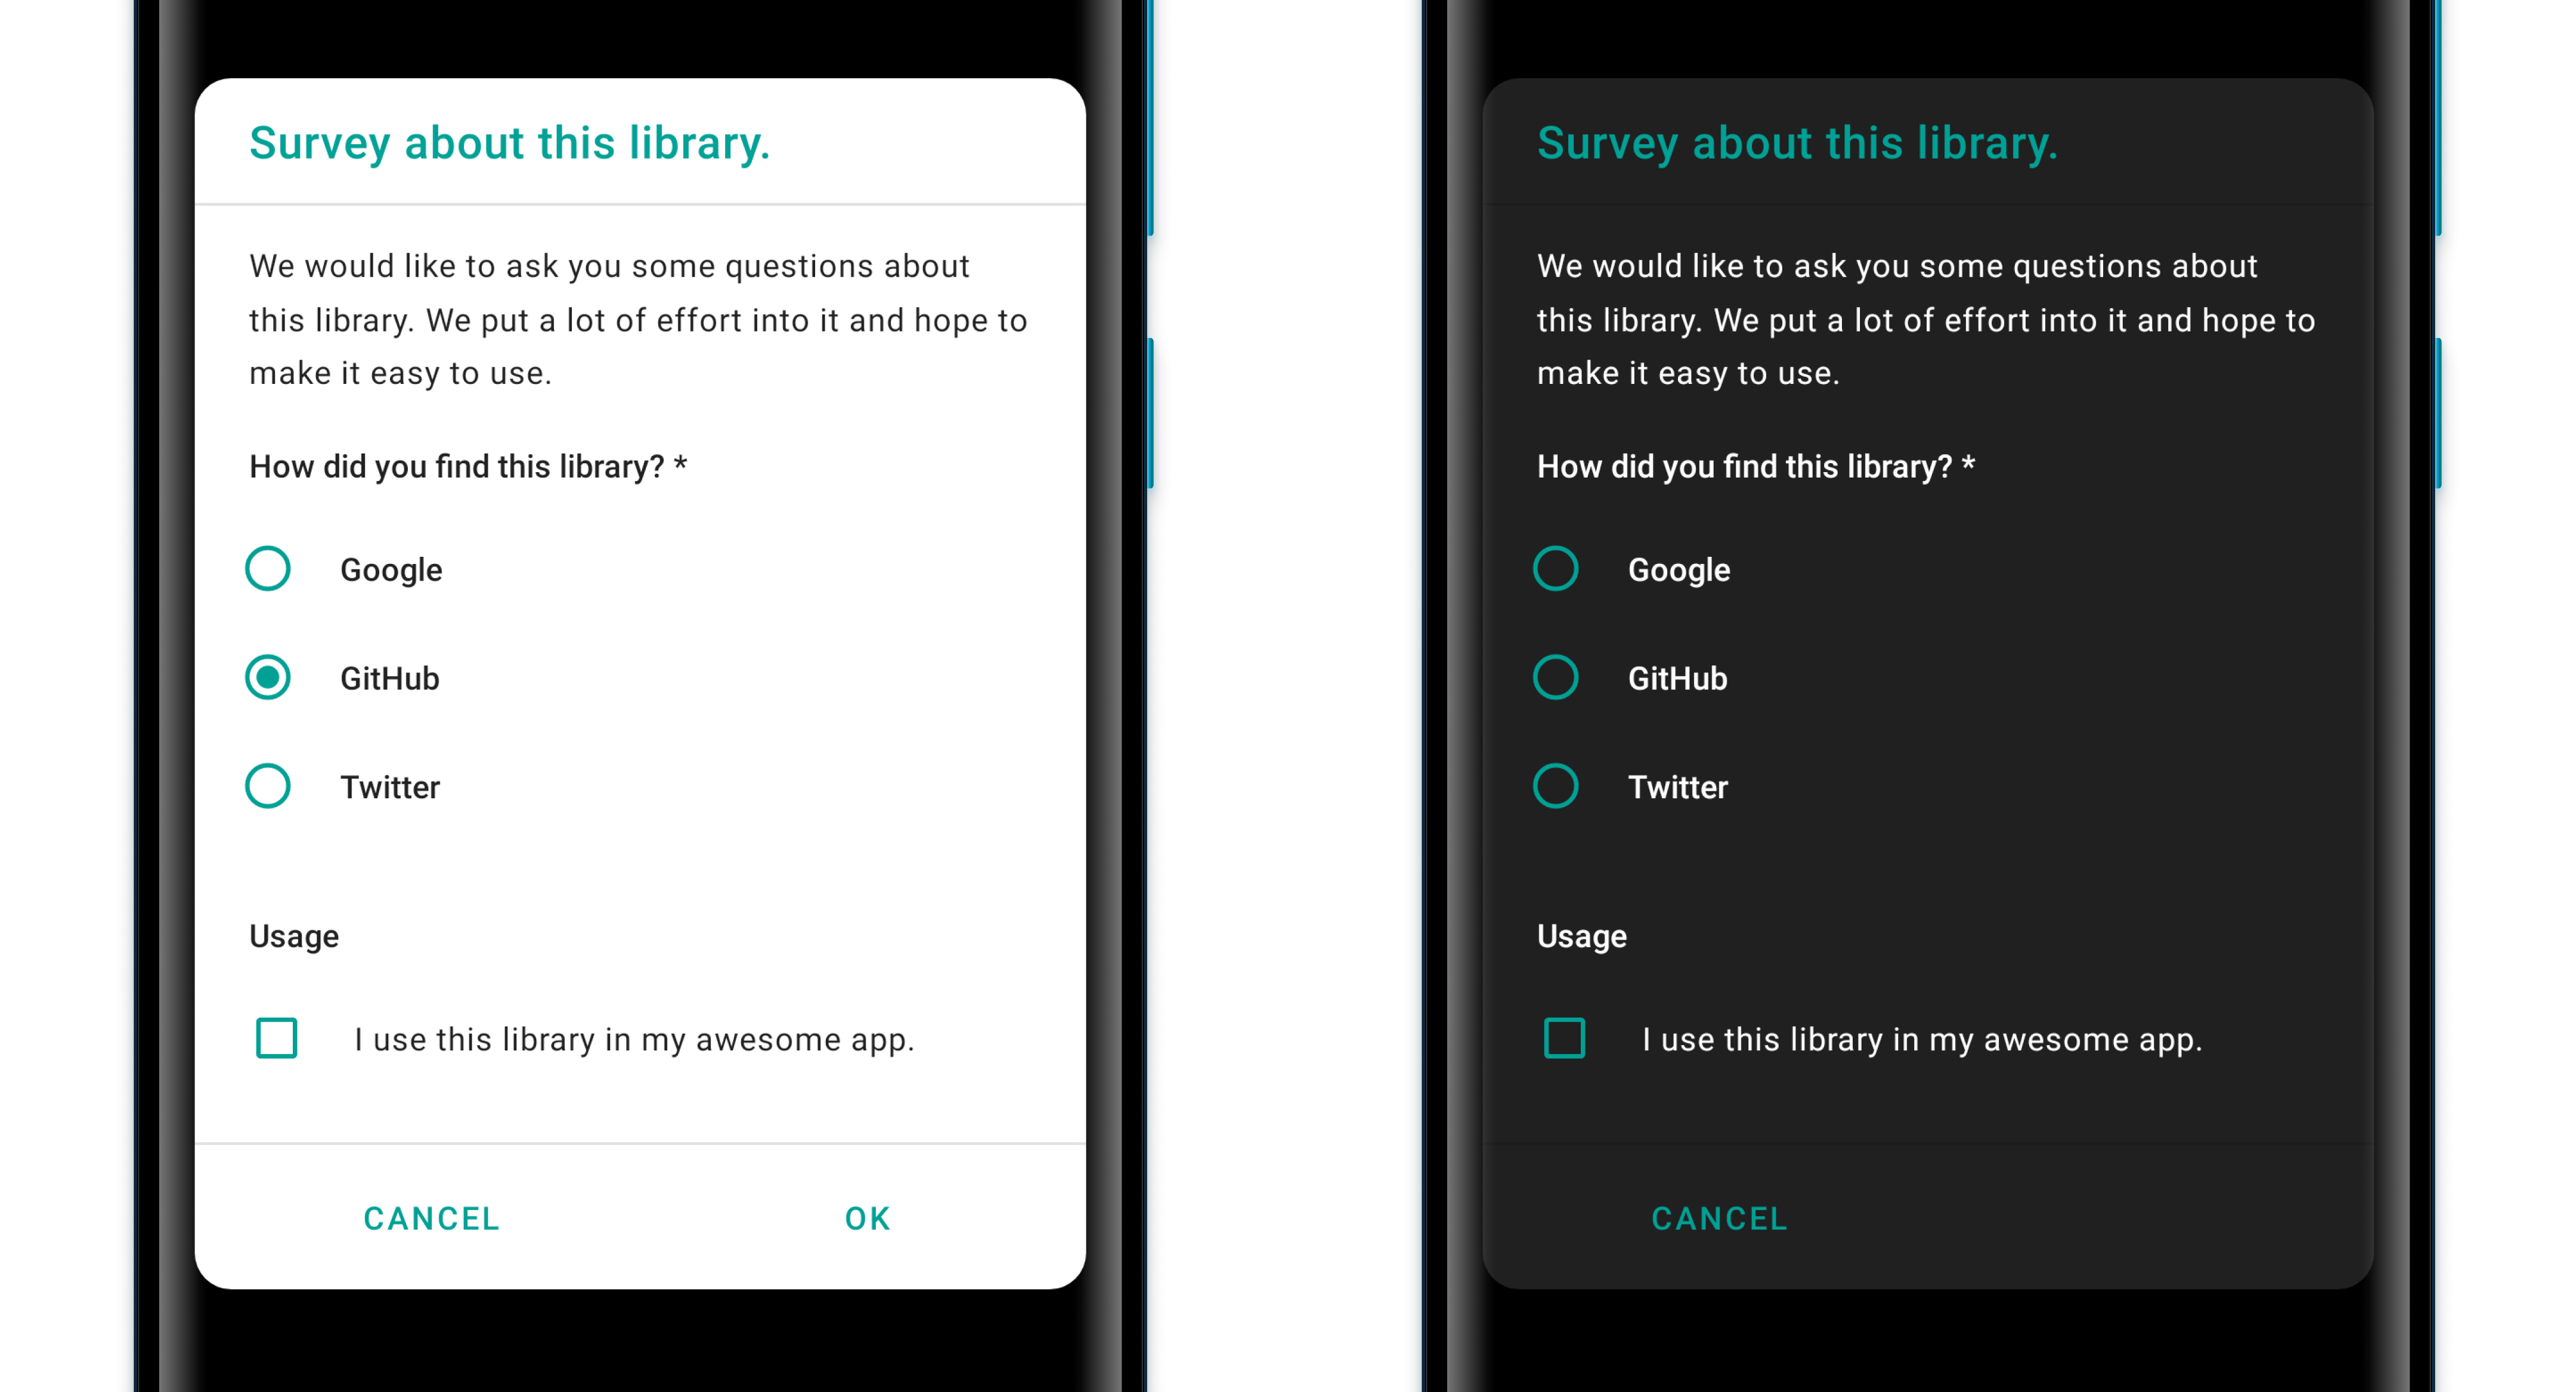 Survey about this library.
We would like to ask you some questions about
this library. We put a lot of effort into it and hope to
make it easy to use.
How did you find this library? *
Google
GitHub
Twitter
Usage
I use this library in my awesome app.
CANCEL OK
Survey about this library.
We would like to ask you some questions about
this library. We put a lot of effort into it and hope to
make it easy to use.
How did you find this library? *
Google
GitHub
Twitter
Usage
I use this library in my awesome app.
CANCEL